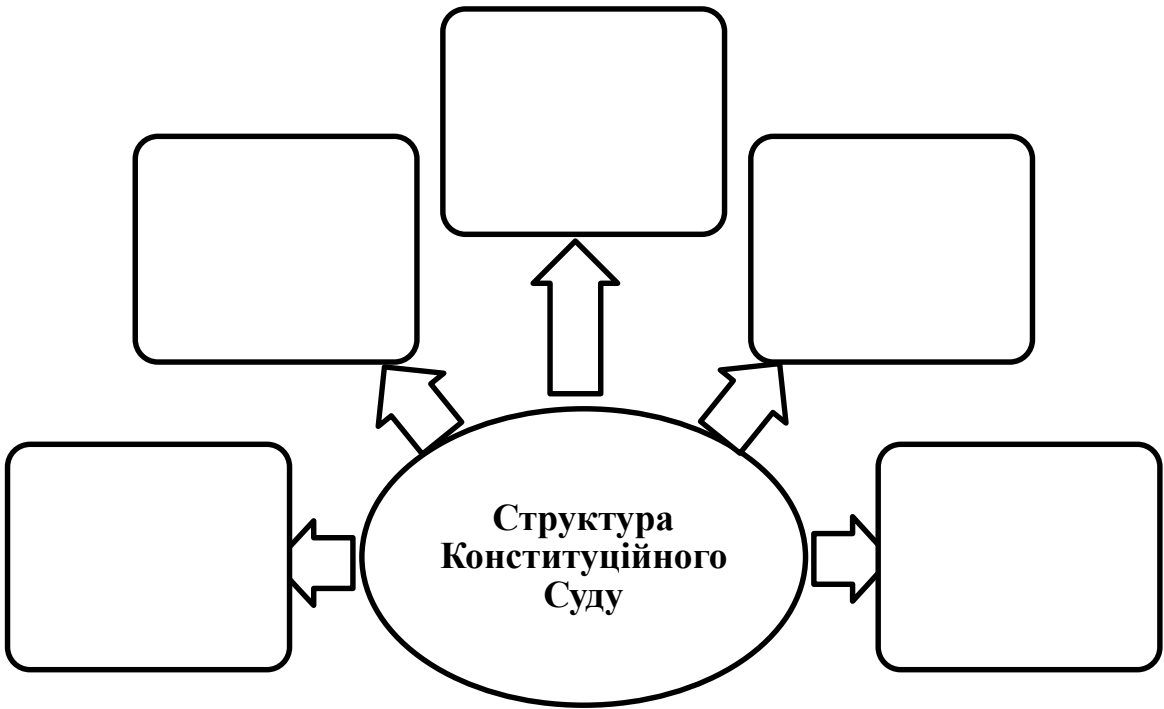 Структура
Конституційного
Суду